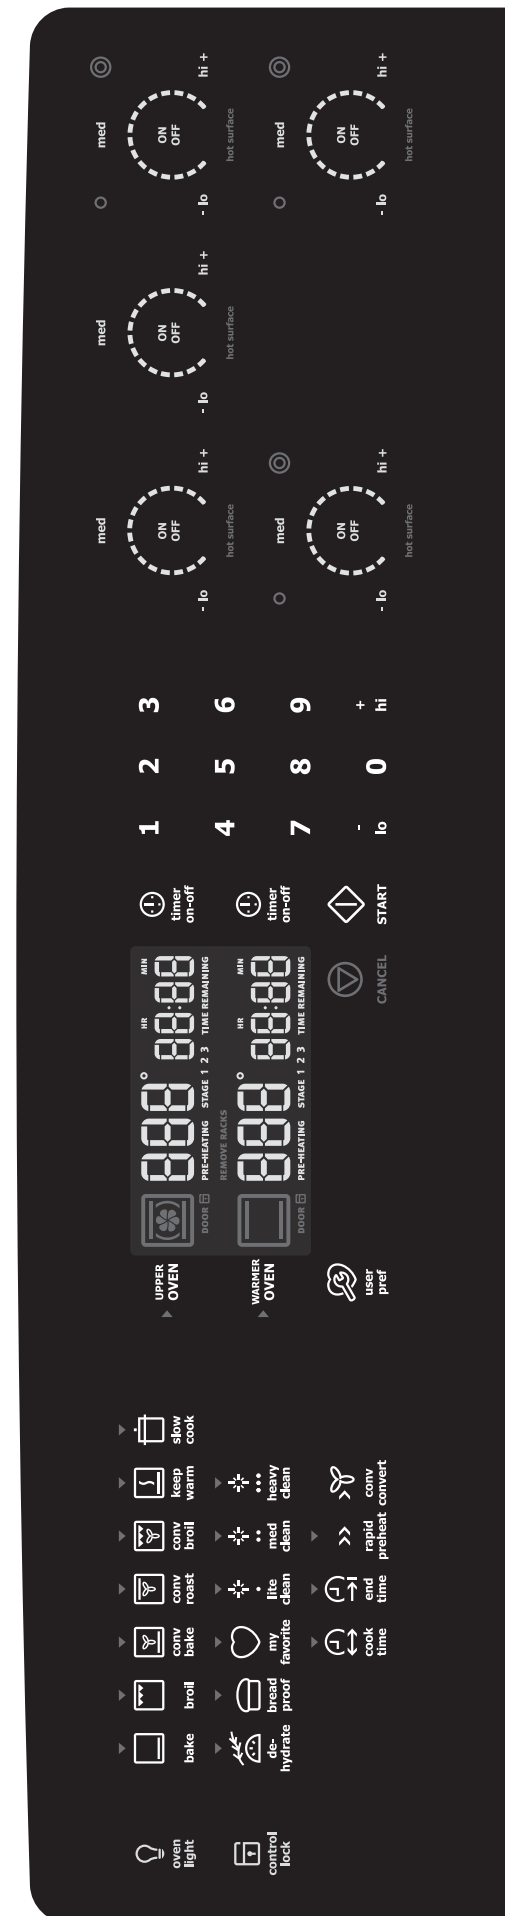 oven
light
control
lock
bake
broil
conv
bake
conv
roast
conv
broil
keep
warm
slow
cook
de-
hydrate
bread
proof
my
favorite
lite
clean
med
clean
heavy
clean
cook
time
end
time
rapid
preheat
conv
convert
UPPER
OVEN
WARMER
OVEN
user
pref
888° HR 88:88 MIN
DOOR PRE-HEATING STAGE 1 2 3 TIME REMAINING
REMOVE RACKS
888° HR 88:88 MIN
DOOR PRE-HEATING STAGE 1 2 3 TIME REMAINING
CANCEL
timer
on-off
timer
on-off
START
1 2 3
4 5 6
7 8 9
- 0 +
lo hi
med
ON
OFF
- lo hi +
hot surface
med
ON
OFF
- lo hi +
hot surface
med
ON
OFF
- lo hi +
hot surface
med
ON
OFF
- lo hi +
hot surface
med
ON
OFF
- lo hi +
hot surface